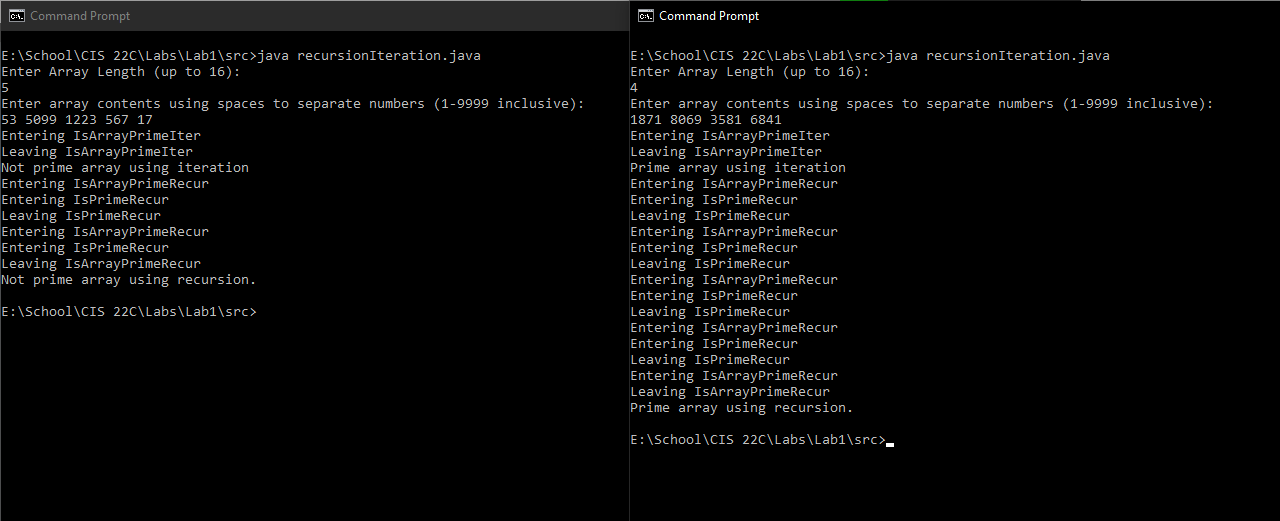 Command Prompt
E:\School\CIS 22C\Labs\Lab1\src>java recursionIteration.java
Enter Array Length (up to 16):
5
Enter array contents using spaces to separate numbers (1-9999 inclusive):
53 5099 1223 567 17
Entering IsArrayPrimeIter
Leaving IsArrayPrimeIter
Not prime array using iteration
Entering IsArrayPrimeRecur
Entering IsPrimeRecur
Leaving IsPrimeRecur
Entering IsArrayPrimeRecur
Entering IsPrimeRecur
Leaving IsArrayPrimeRecur
Not prime array using recursion.
E:\School\CIS 22C\Labs\Lab1\src>
Command Prompt
E:\School\CIS 22C\Labs\Lab1\src>java recursionIteration.java
Enter Array Length (up to 16):
4
Enter array contents using spaces to separate numbers (1-9999 inclusive):
1871 8069 3581 6841
Entering IsArrayPrimeIter
Leaving IsArrayPrimeIter
Prime array using iteration
Entering IsArrayPrimeRecur
Entering IsPrimeRecur
Leaving IsPrimeRecur
Entering IsArrayPrimeRecur
Entering IsPrimeRecur
Leaving IsPrimeRecur
Entering IsArrayPrimeRecur
Entering IsPrimeRecur
Leaving IsPrimeRecur
Entering IsArrayPrimeRecur
Entering IsPrimeRecur
Leaving IsPrimeRecur
Entering IsArrayPrimeRecur
Leaving IsArrayPrimeRecur
Prime array using recursion.
E:\School\CIS 22C\Labs\Lab1\src>